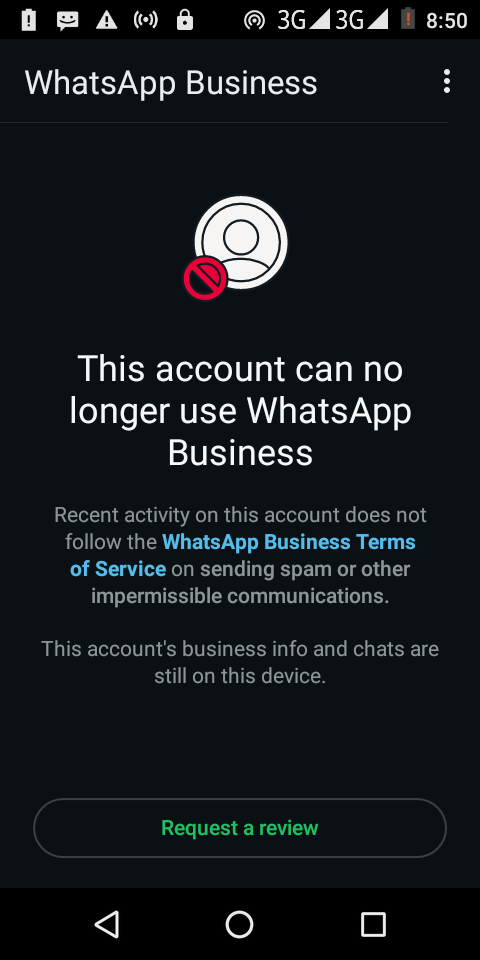 3G 3G 8:50
WhatsApp Business
This account can no
longer use WhatsApp
Business
Recent activity on this account does not
follow the WhatsApp Business Terms
of Service on sending spam or other
impermissible communications.
This account's business info and chats are
still on this device.
Request a review